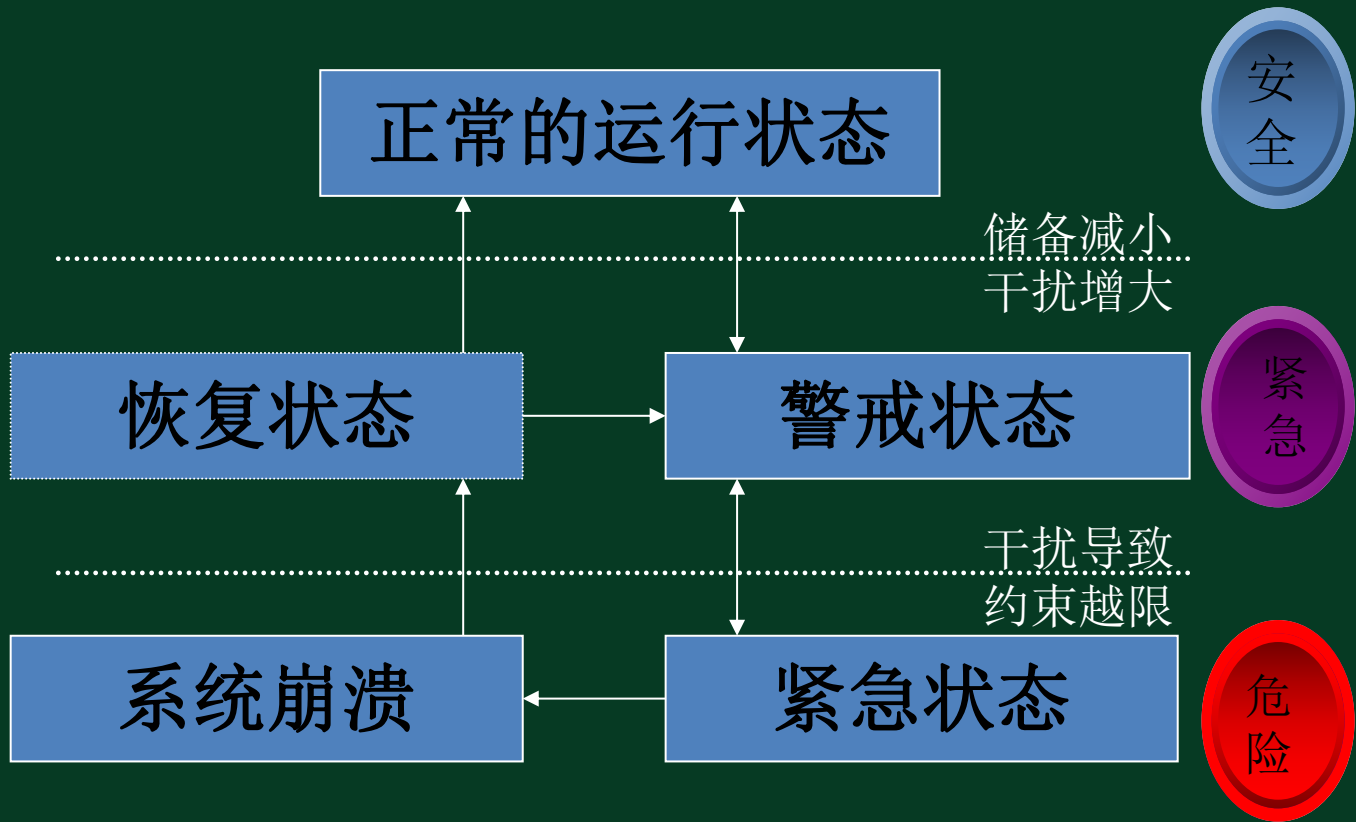 安
全
正常的运行状态
储备减小
干扰增大
恢复状态
警戒状态
紧
急
干扰导致
约束越限
系统崩溃
紧急状态
危
险